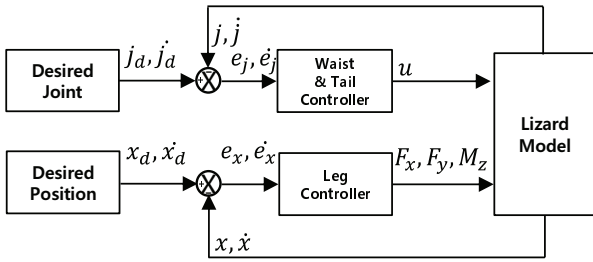 j, j̇
Desired
Joint
j_d, j̇_d
e_j, ė_j
Waist
& Tail
Controller
u
Lizard
Model
Desired
Position
x_d, ẋ_d
e_x, ė_x
Leg
Controller
F_x, F_y, M_z
x, ẋ